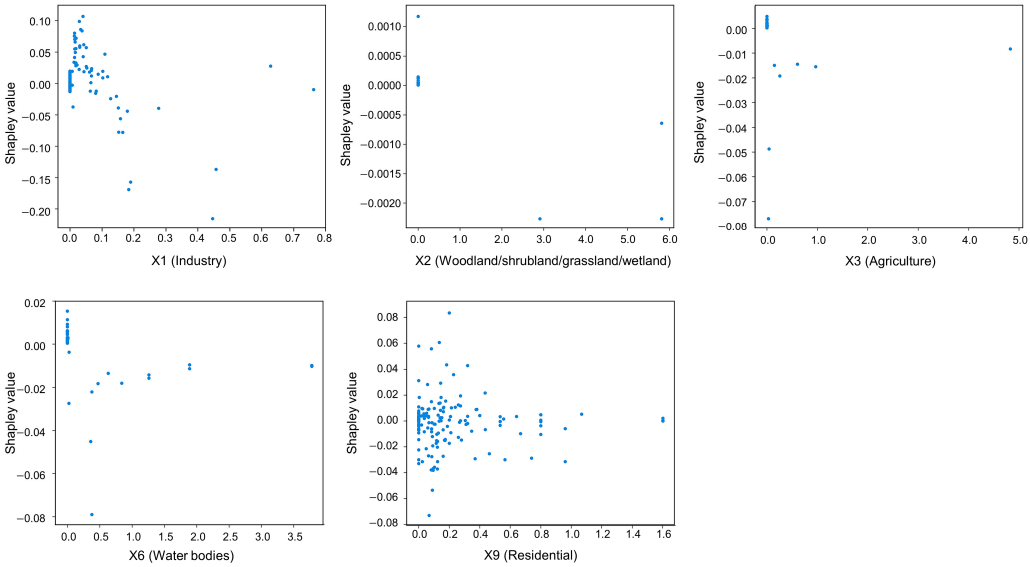 0.10
0.05
0.00
−0.05
−0.10
−0.15
−0.20
Shapley value
0.0 0.1 0.2 0.3 0.4 0.5 0.6 0.7 0.8
X1 (Industry)
0.0010
0.0005
0.0000
−0.0005
−0.0010
−0.0015
−0.0020
Shapley value
0.0 1.0 2.0 3.0 4.0 5.0 6.0
X2 (Woodland/shrubland/grassland/wetland)
0.00
−0.01
−0.02
−0.03
−0.04
−0.05
−0.06
−0.07
−0.08
Shapley value
0.0 1.0 2.0 3.0 4.0 5.0
X3 (Agriculture)
0.02
0.00
−0.02
−0.04
−0.06
−0.08
Shapley value
0.0 0.5 1.0 1.5 2.0 2.5 3.0 3.5
X6 (Water bodies)
0.08
0.06
0.04
0.02
0.00
−0.02
−0.04
−0.06
−0.08
Shapley value
0.0 0.2 0.4 0.6 0.8 1.0 1.2 1.4 1.6
X9 (Residential)